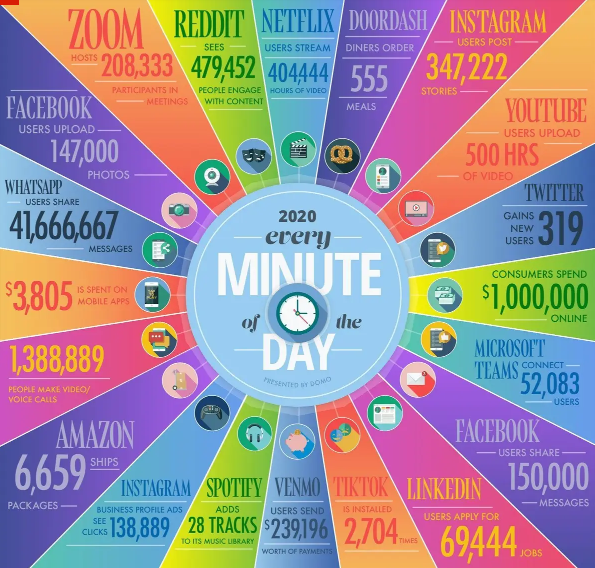 2020
every
MINUTE
of the
DAY
PRESENTED BY DOMO
ZOOM
HOSTS
208,333
PARTICIPANTS IN
MEETINGS
REDDIT
SEES
479,452
PEOPLE ENGAGE
WITH CONTENT
NETFLIX
USERS STREAM
404444
HOURS OF VIDEO
DOORDASH
DINERS ORDER
555
MEALS
INSTAGRAM
USERS POST
347,222
STORIES
YOUTUBE
USERS UPLOAD
500 HRS
OF VIDEO
TWITTER
GAINS
NEW
USERS
319
CONSUMERS SPEND
$1,000,000
ONLINE
MICROSOFT
TEAMS CONNECT
52,083
USERS
FACEBOOK
USERS SHARE
150,000
MESSAGES
LINKEDIN
USERS APPLY FOR
69,444 JOBS
TIKTOK
IS INSTALLED
2,704 TIMES
VENMO
USERS SEND
$239,196
WORTH OF PAYMENTS
SPOTIFY
ADDS
28 TRACKS
TO ITS MUSIC LIBRARY
INSTAGRAM
BUSINESS PROFILE ADS
SEE
CLICKS 138,889
AMAZON
6,659 SHIPS
PACKAGES
1,388,889
PEOPLE MAKE VIDEO/
VOICE CALLS
$3,805 IS SPENT ON
MOBILE APPS
WHATSAPP
USERS SHARE
41,666,667
MESSAGES
FACEBOOK
USERS UPLOAD
147,000
PHOTOS